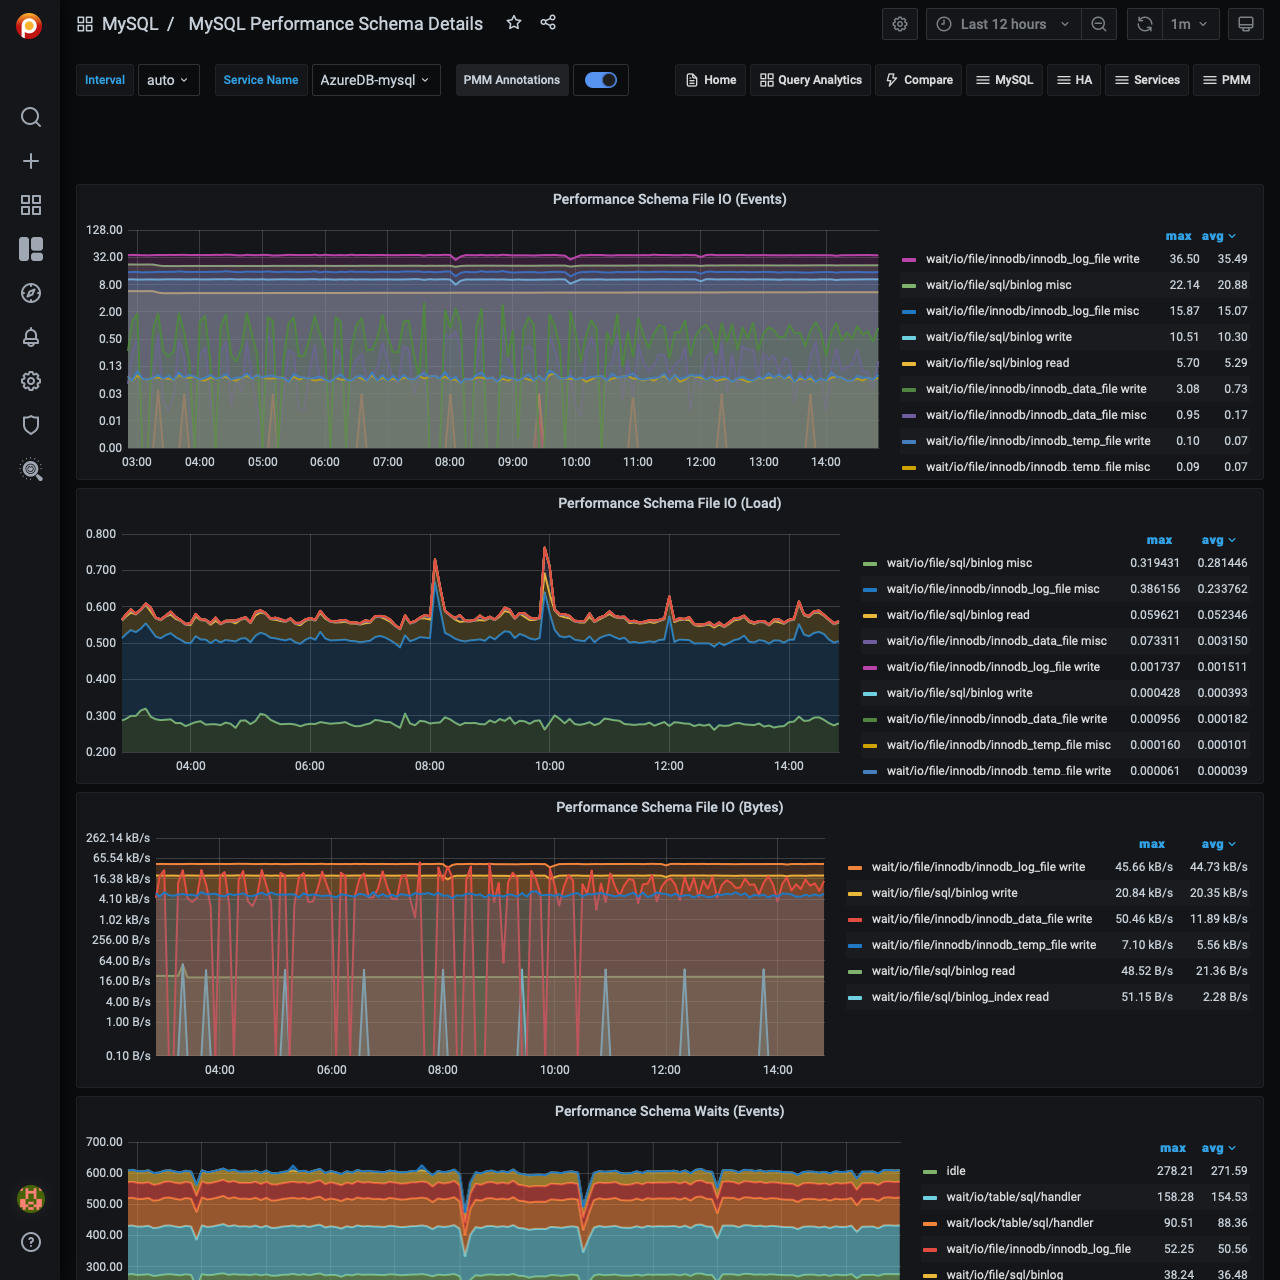 MySQL / MySQL Performance Schema Details
Last 12 hours
1m
Interval auto Service Name AzureDB-mysql PMM Annotations
Home Query Analytics Compare MySQL HA Services PMM
Performance Schema File IO (Events)
128.00
32.00
8.00
2.00
0.50
0.13
0.03
0.01
0.00
03:00 04:00 05:00 06:00 07:00 08:00 09:00 10:00 11:00 12:00 13:00 14:00
max avg
wait/io/file/innodb/innodb_log_file write 36.50 35.49
wait/io/file/sql/binlog misc 22.14 20.88
wait/io/file/innodb/innodb_log_file misc 15.87 15.07
wait/io/file/sql/binlog write 10.51 10.30
wait/io/file/sql/binlog read 5.70 5.29
wait/io/file/innodb/innodb_data_file write 3.08 0.73
wait/io/file/innodb/innodb_data_file misc 0.95 0.17
wait/io/file/innodb/innodb_temp_file write 0.10 0.07
wait/io/file/innodb/innodb_temp_file misc 0.09 0.07
Performance Schema File IO (Load)
0.800
0.700
0.600
0.500
0.400
0.300
0.200
04:00 06:00 08:00 10:00 12:00 14:00
max avg
wait/io/file/sql/binlog misc 0.319431 0.281446
wait/io/file/innodb/innodb_log_file misc 0.386156 0.233762
wait/io/file/sql/binlog read 0.059621 0.052346
wait/io/file/innodb/innodb_data_file misc 0.073311 0.003150
wait/io/file/innodb/innodb_log_file write 0.001737 0.001511
wait/io/file/sql/binlog write 0.000428 0.000393
wait/io/file/innodb/innodb_data_file write 0.000956 0.000182
wait/io/file/innodb/innodb_temp_file misc 0.000160 0.000101
wait/io/file/innodb/innodb_temp_file write 0.000061 0.000039
Performance Schema File IO (Bytes)
262.14 kB/s
65.54 kB/s
16.38 kB/s
4.10 kB/s
1.02 kB/s
256.00 B/s
64.00 B/s
16.00 B/s
4.00 B/s
1.00 B/s
0.10 B/s
04:00 06:00 08:00 10:00 12:00 14:00
max avg
wait/io/file/innodb/innodb_log_file write 45.66 kB/s 44.73 kB/s
wait/io/file/sql/binlog write 20.84 kB/s 20.35 kB/s
wait/io/file/innodb/innodb_data_file write 50.46 kB/s 11.89 kB/s
wait/io/file/innodb/innodb_temp_file write 7.10 kB/s 5.56 kB/s
wait/io/file/sql/binlog read 48.52 B/s 21.36 B/s
wait/io/file/sql/binlog_index read 51.15 B/s 2.28 B/s
Performance Schema Waits (Events)
700.00
600.00
500.00
400.00
300.00
max avg
idle 278.21 271.59
wait/io/table/sql/handler 158.28 154.53
wait/lock/table/sql/handler 90.51 88.36
wait/io/file/innodb/innodb_log_file 52.25 50.56
wait/io/file/sql/binlog 38.24 36.48